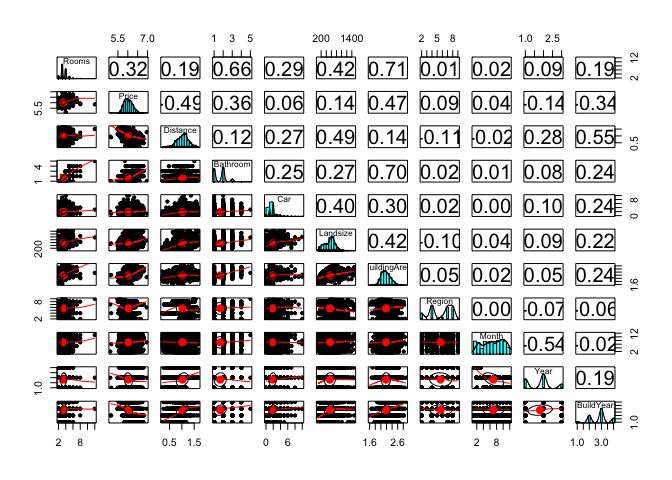 5.5 7.0 1 3 5 200 1400 2 5 8 1.0 2.5
Rooms 0.32 0.19 0.66 0.29 0.42 0.71 0.01 0.02 0.09 0.19 2 12
5.5 Price -0.49 0.36 0.06 0.14 0.47 0.09 0.04 -0.14 -0.34
Distance 0.12 0.27 0.49 0.14 -0.11 -0.02 0.28 0.55 0.5
1 4 Bathroom 0.25 0.27 0.70 0.02 0.01 0.08 0.24
Car 0.40 0.30 0.02 0.00 0.10 0.24 0 8
200 Landsize 0.42 -0.10 0.04 0.09 0.22
uildingAre 0.05 0.02 0.05 0.24 1.6
2 8 Region 0.00 -0.07 -0.06
Month -0.54 -0.02 2 12
1.0 Year 0.19
BuildYear 1.0
2 8 0.5 1.5 0 6 1.6 2.6 2 8 1.0 3.0